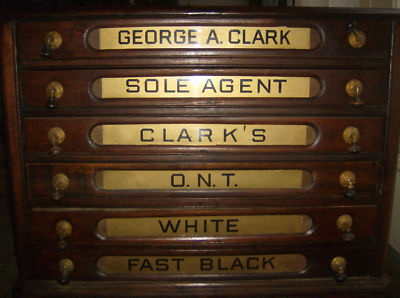 GEORGE A. CLARK
SOLE AGENT
CLARK'S
O.N.T.
WHITE
FAST BLACK